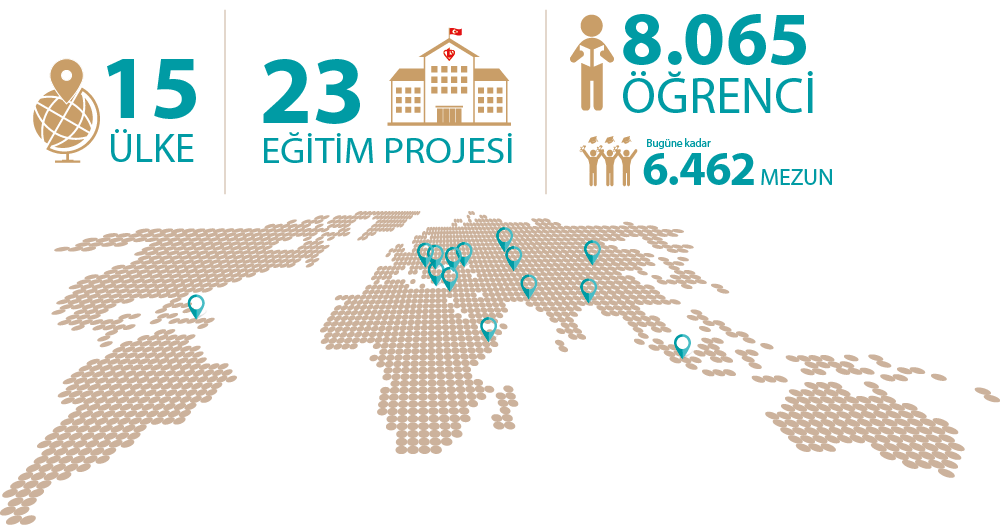 15
ÜLKE
23
EĞİTİM PROJESİ
8.065
ÖĞRENCİ
Bugüne kadar
6.462 MEZUN